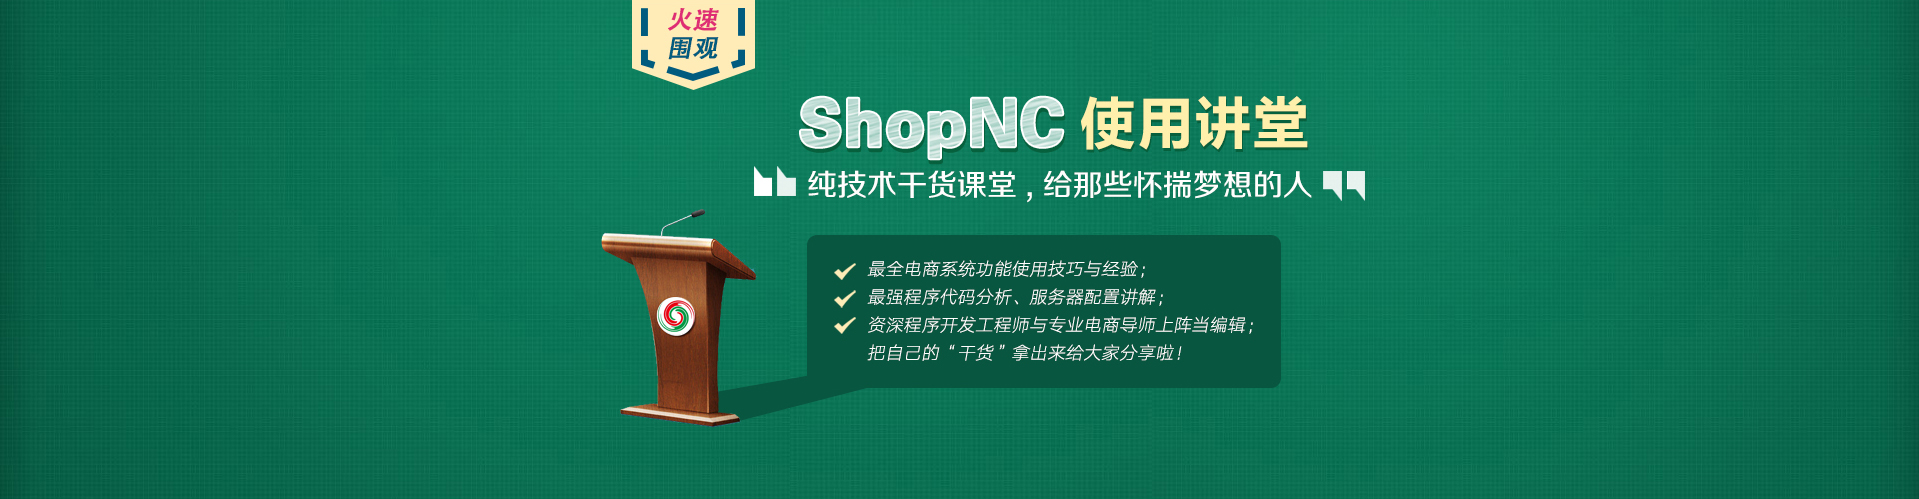 火速
围观
ShopNC 使用讲堂
纯技术干货课堂，给那些怀揣梦想的人
最全电商系统功能使用技巧与经验；
最强程序代码分析、服务器配置讲解；
资深程序开发工程师与专业电商导师上阵当编辑；
把自己的“干货”拿出来给大家分享啦！